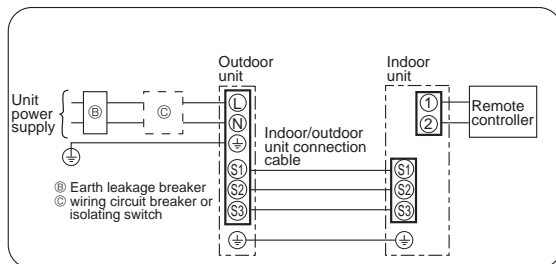 Outdoor
unit
Indoor
unit
Unit
power
supply
Ⓑ
Ⓒ
L
N
S1
S2
S3
Indoor/outdoor
unit connection
cable
1
2
Remote
controller
S1
S2
S3
Ⓑ Earth leakage breaker
Ⓒ wiring circuit breaker or
isolating switch